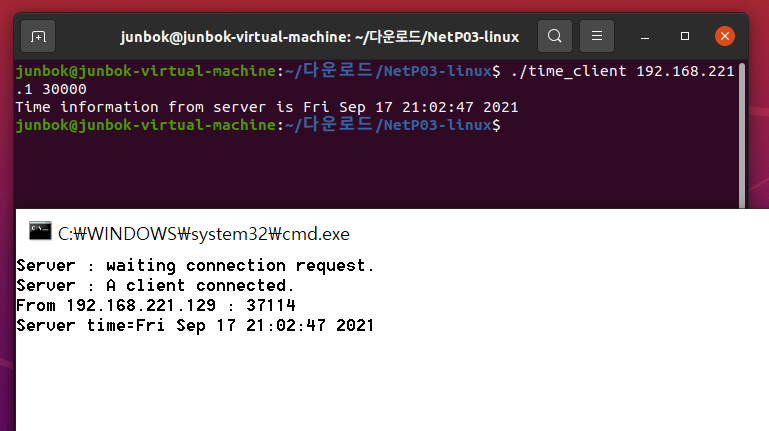 junbok@junbok-virtual-machine: ~/다운로드/NetP03-linux
junbok@junbok-virtual-machine:~/다운로드/NetP03-linux$ ./time_client 192.168.221
.1 30000
Time information from server is Fri Sep 17 21:02:47 2021
junbok@junbok-virtual-machine:~/다운로드/NetP03-linux$
C:₩WINDOWS₩system32₩cmd.exe
Server : waiting connection request.
Server : A client connected.
From 192.168.221.129 : 37114
Server time=Fri Sep 17 21:02:47 2021